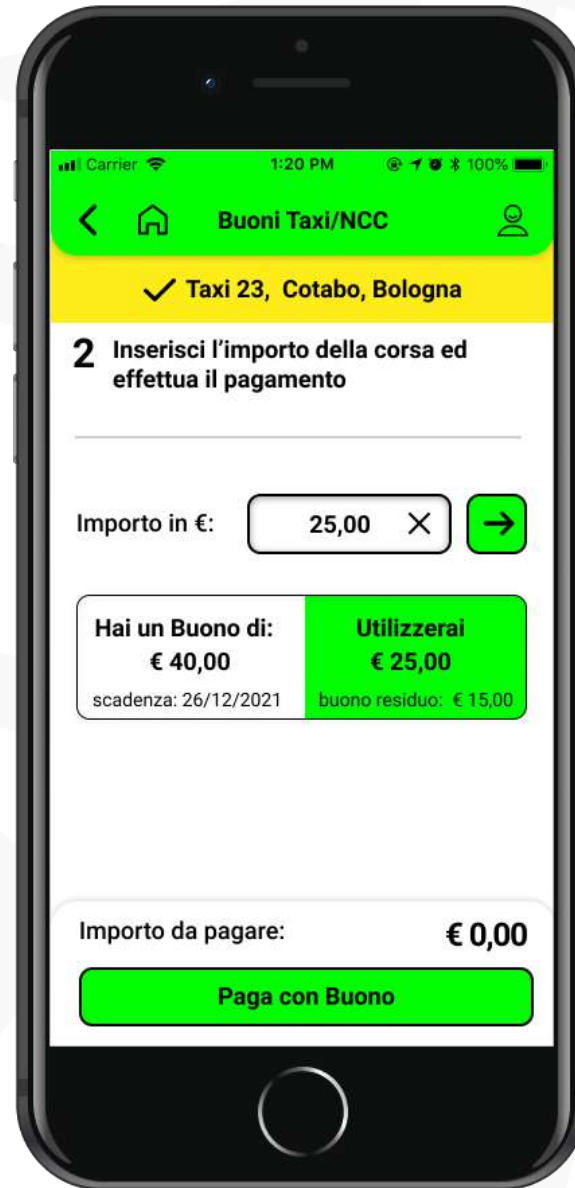 Carrier 1:20 PM 100%
Buoni Taxi/NCC
Taxi 23, Cotabo, Bologna
2 Inserisci l'importo della corsa ed
effettua il pagamento
Importo in €: 25,00
Hai un Buono di:
€ 40,00
scadenza: 26/12/2021
Utilizzerai
€ 25,00
buono residuo: € 15,00
Importo da pagare: € 0,00
Paga con Buono